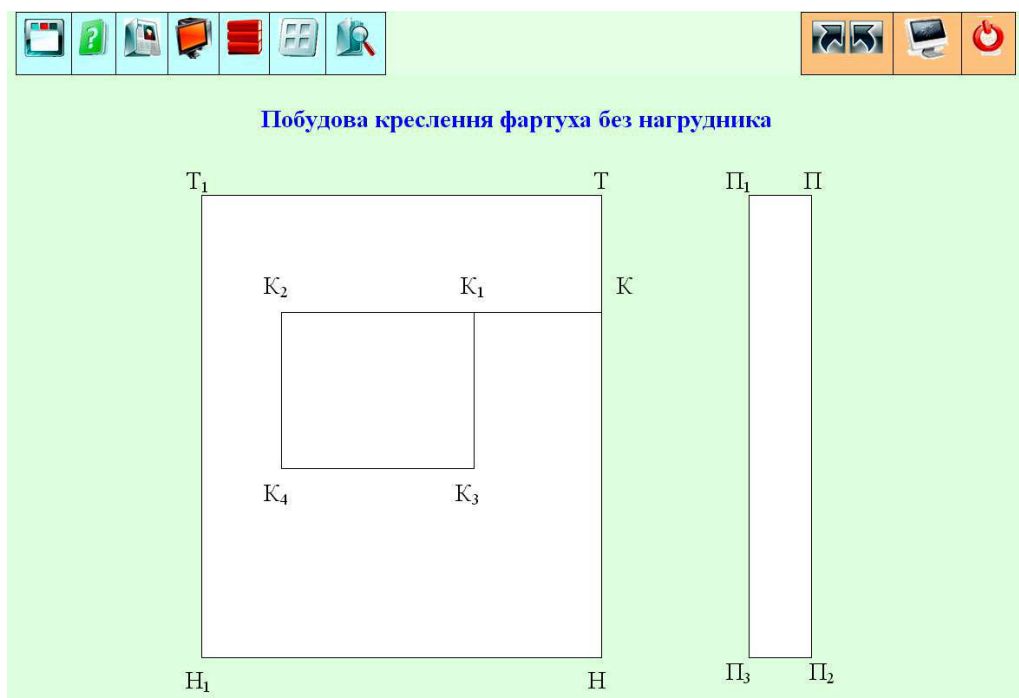 Побудова креслення фартуха без нагрудника
Т₁ Т П₁ П
К₂ К₁ К
К₄ К₃
Н₁ Н П₃ П₂